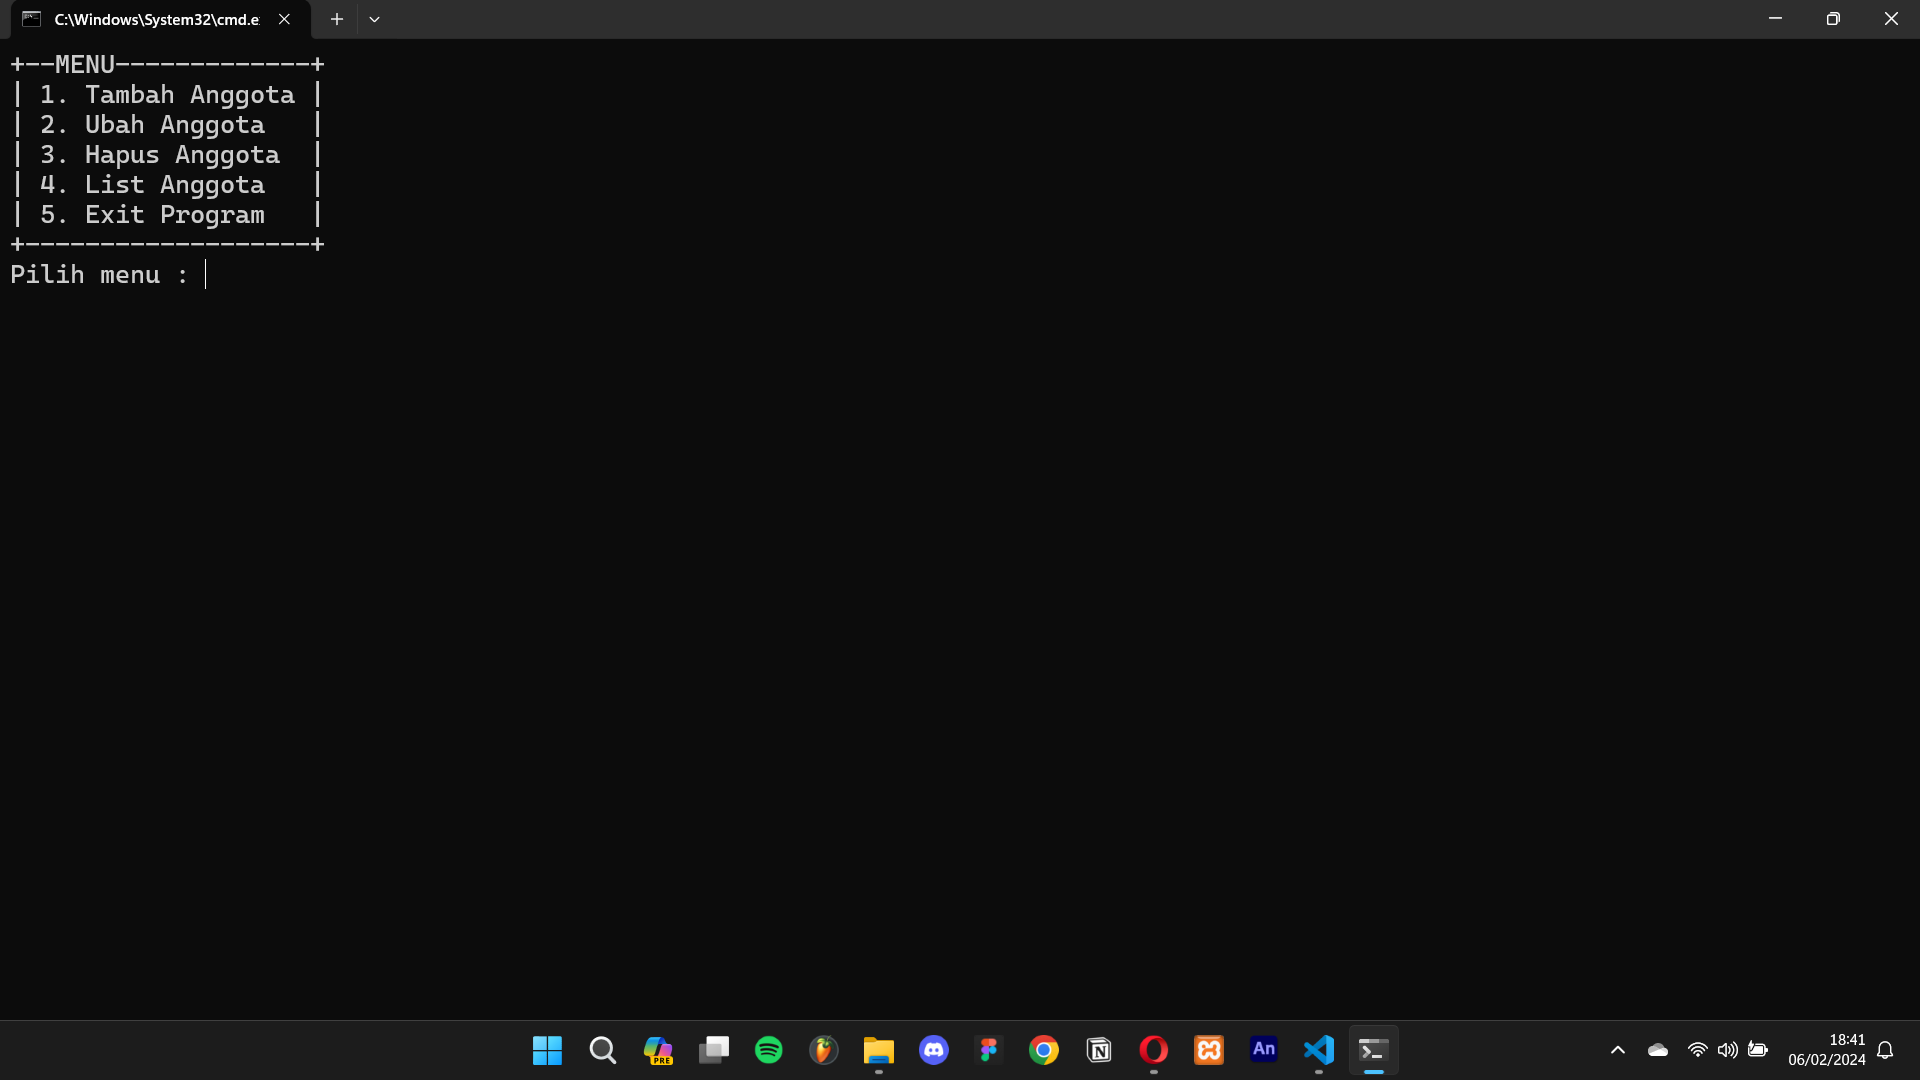 C:\Windows\System32\cmd.e
+--MENU-------------+
| 1. Tambah Anggota |
| 2. Ubah Anggota   |
| 3. Hapus Anggota  |
| 4. List Anggota   |
| 5. Exit Program   |
+-------------------+
Pilih menu :
PRE
An
18:41
06/02/2024